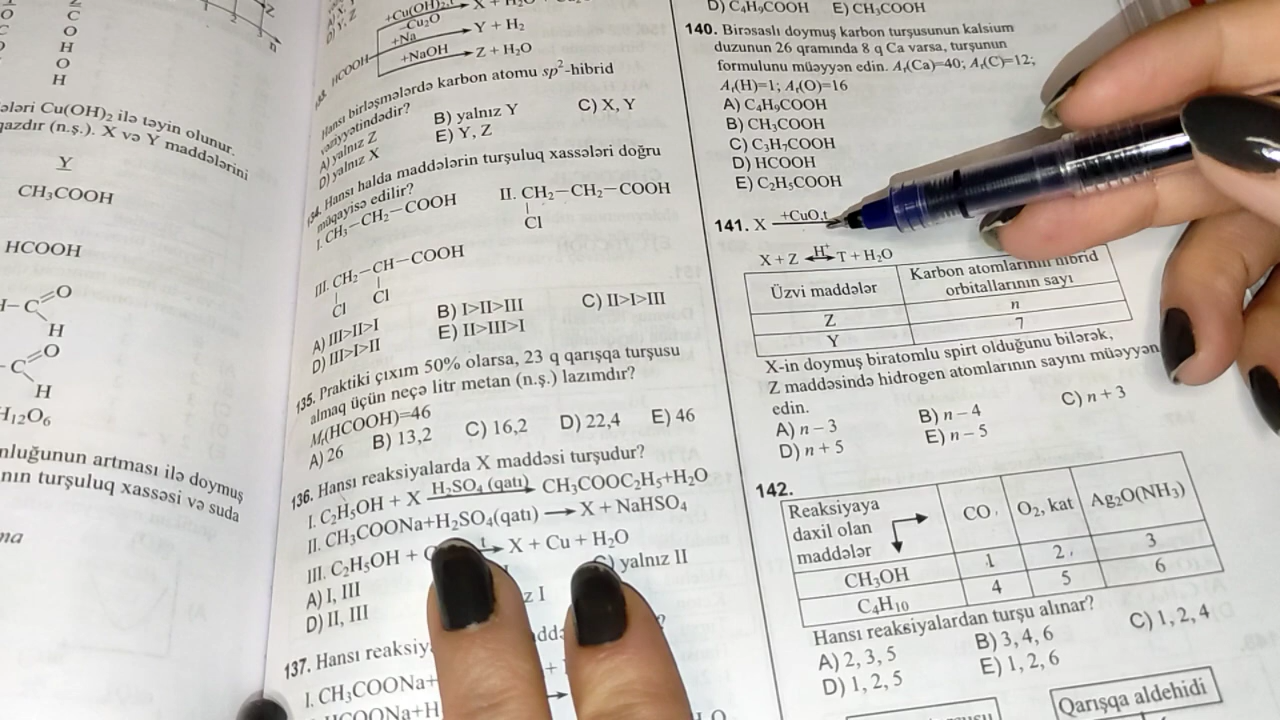 O
H
O
H
ələri Cu(OH)₂ ilə təyin olunur.
qazdır (n.ş.). X və Y maddələrini
Y
CH₃COOH
HCOOH
O
H
O
H
H₁₂O₆
nluğunun artması ilə doymuş
nın turşuluq xassəsi və suda
HCOOH
+Cu(OH)₂,t X + H₂O
–Cu₂O
+Na Y + H₂
+NaOH Z + H₂O
Hansı birləşmələrdə karbon atomu sp²-hibrid
vəziyyətindədir?
A) yalnız Z B) yalnız Y C) X, Y
D) yalnız X E) Y, Z
Hansı halda maddələrin turşuluq xassələri doğru
müqayisə edilir?
I. CH₃–CH₂–COOH II. CH₂–CH₂–COOH
Cl
III. CH₂–CH–COOH
Cl Cl
A) III>II>I B) I>II>III C) II>I>III
D) III>I>II E) II>III>I
135. Praktiki çıxım 50% olarsa, 23 q qarışqa turşusu
almaq üçün neçə litr metan (n.ş.) lazımdır?
Mᵣ(HCOOH)=46
A) 26 B) 13,2 C) 16,2 D) 22,4 E) 46
136. Hansı reaksiyalarda X maddəsi turşudur?
I. C₂H₅OH + X H₂SO₄ (qatı) CH₃COOC₂H₅+H₂O
II. CH₃COONa+H₂SO₄(qatı) → X + NaHSO₄
III. C₂H₅OH + t X + Cu + H₂O
A) I, III z I C) yalnız II
D) II, III
137. Hansı
I. CH₃COONa+
HCOONa+H
D) C₄H₉COOH E) CH₃COOH
140. Birəsaslı doymuş karbon turşusunun kalsium
duzunun 26 qramında 8 q Ca varsa, turşunun
formulunu müəyyən edin. Aᵣ(Ca)=40; Aᵣ(C)=12;
Aᵣ(H)=1; Aᵣ(O)=16
A) C₄H₉COOH
B) CH₃COOH
C) C₃H₇COOH
D) HCOOH
E) C₂H₅COOH
141. X +CuO,t
X + Z H⁺ T + H₂O
Üzvi maddələr Karbon atomlarının hibrid
orbitallarının sayı
Z n
Y 7
X-in doymuş biratomlu spirt olduğunu bilərək,
Z maddəsində hidrogen atomlarının sayını müəyyən
edin.
A) n – 3 B) n – 4 C) n + 3
D) n + 5 E) n – 5
142.
Reaksiyaya
daxil olan
maddələr CO O₂, kat Ag₂O(NH₃)
CH₃OH 1 2 3
C₄H₁₀ 4 5 6
Hansı reaksiyalardan turşu alınar?
A) 2, 3, 5 B) 3, 4, 6 C) 1, 2, 4
D) 1, 2, 5 E) 1, 2, 6
Qarışqa aldehidi